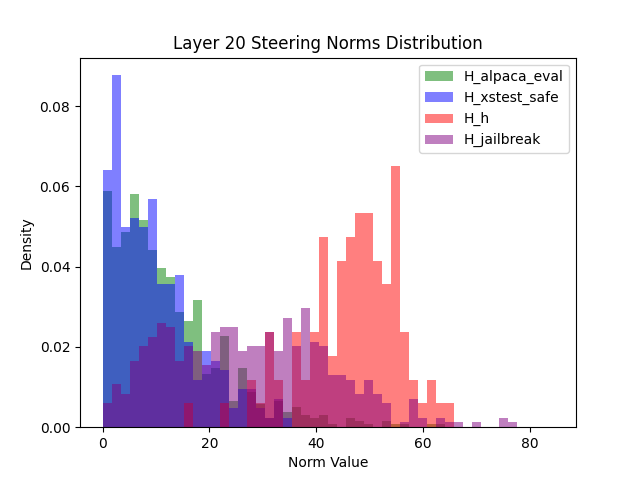 Layer 20 Steering Norms Distribution
H_alpaca_eval
H_xstest_safe
H_h
H_jailbreak
Density
0.08
0.06
0.04
0.02
0.00
0 20 40 60 80
Norm Value